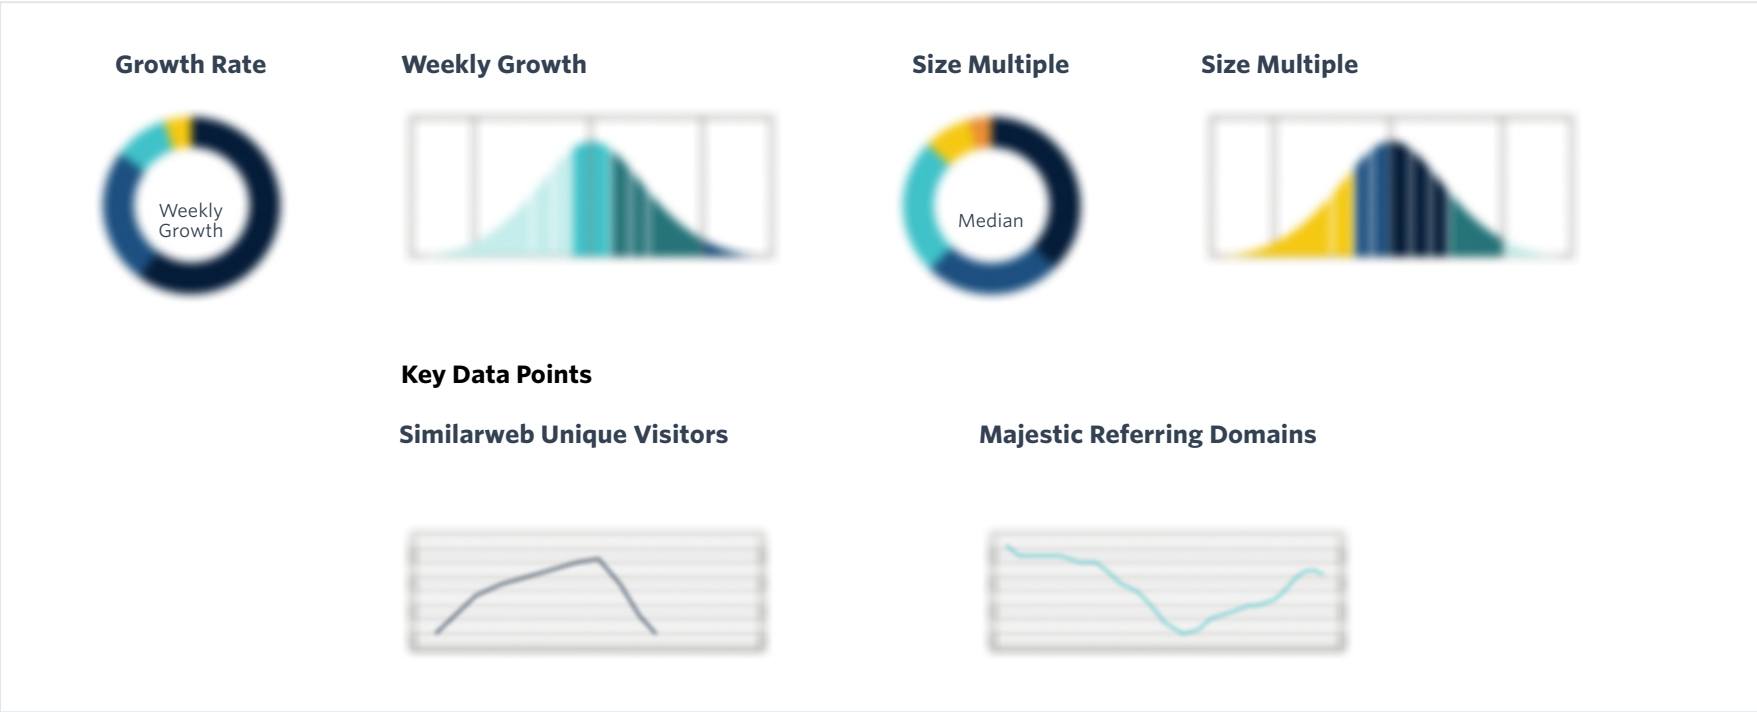 Growth Rate
Weekly Growth
Size Multiple
Size Multiple
Weekly
Growth
Median
Key Data Points
Similarweb Unique Visitors
Majestic Referring Domains